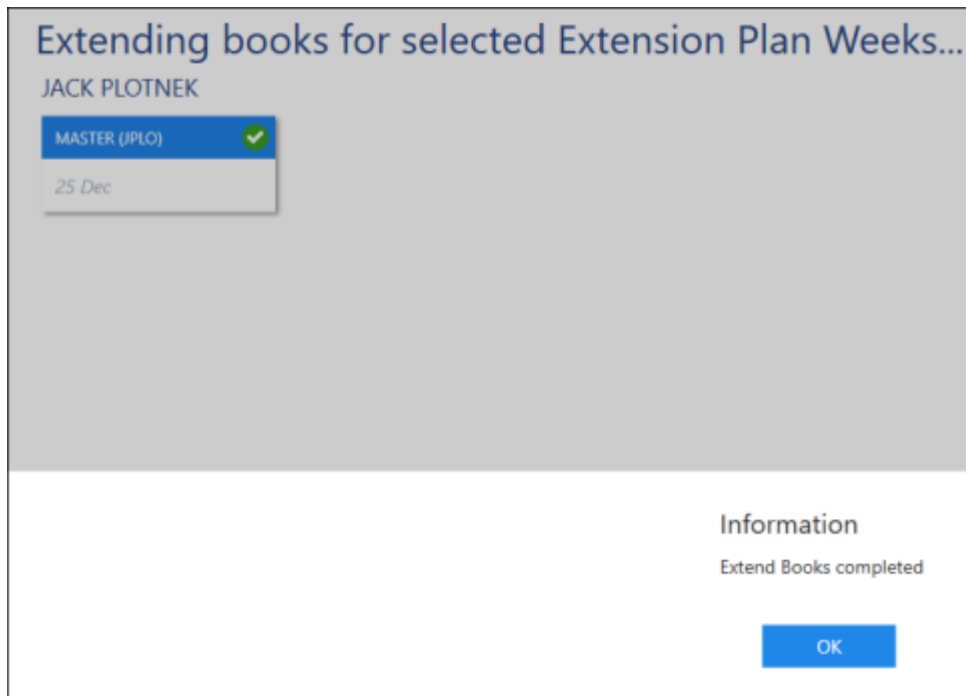 Extending books for selected Extension Plan Weeks...
JACK PLOTNEK
MASTER (JPLO)
25 Dec
Information
Extend Books completed
OK